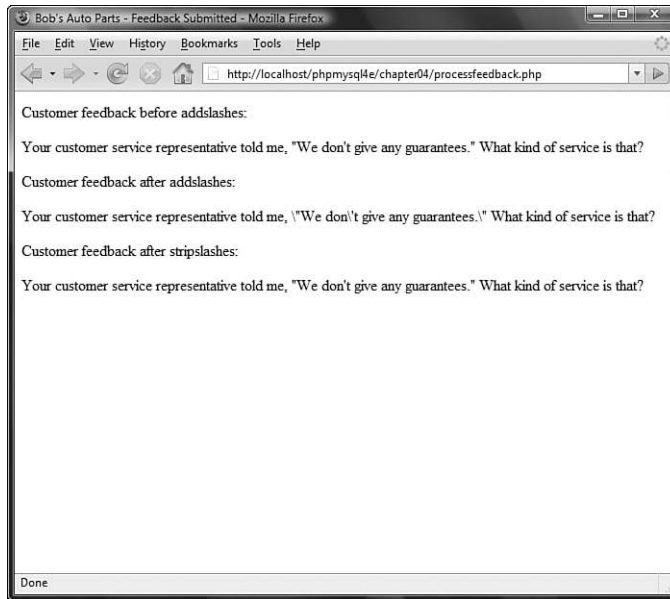 Bob's Auto Parts - Feedback Submitted - Mozilla Firefox
File Edit View History Bookmarks Tools Help
http://localhost/phpmysql4e/chapter04/processfeedback.php
Customer feedback before addslashes:
Your customer service representative told me, "We don't give any guarantees." What kind of service is that?
Customer feedback after addslashes:
Your customer service representative told me, \"We don\'t give any guarantees.\" What kind of service is that?
Customer feedback after stripslashes:
Your customer service representative told me, "We don't give any guarantees." What kind of service is that?
Done